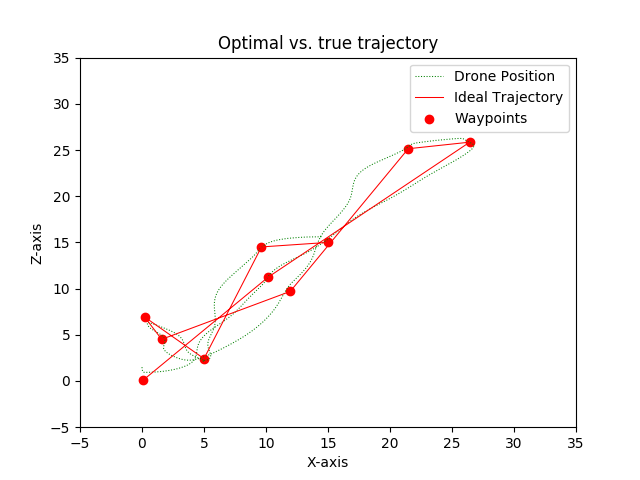 Optimal vs. true trajectory
Drone Position
Ideal Trajectory
Waypoints
35
30
25
20
15
10
5
0
−5
Z-axis
−5 0 5 10 15 20 25 30 35
X-axis